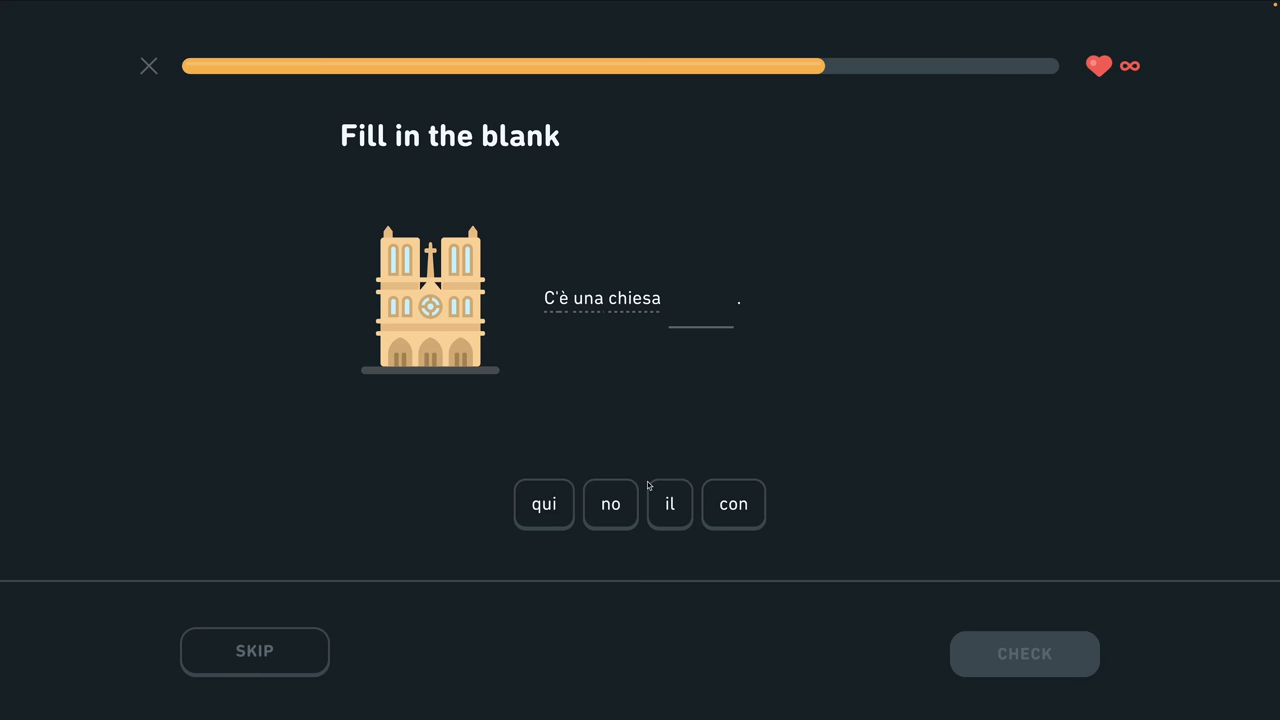 Fill in the blank
C'è una chiesa .
qui no il con
SKIP
CHECK